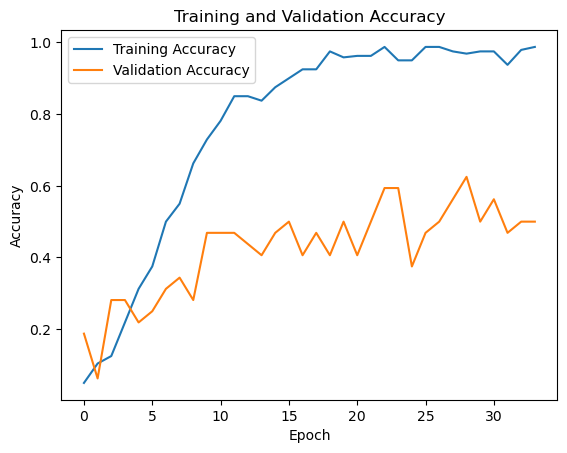 Training and Validation Accuracy
Training Accuracy
Validation Accuracy
Accuracy
1.0
0.8
0.6
0.4
0.2
0 5 10 15 20 25 30
Epoch